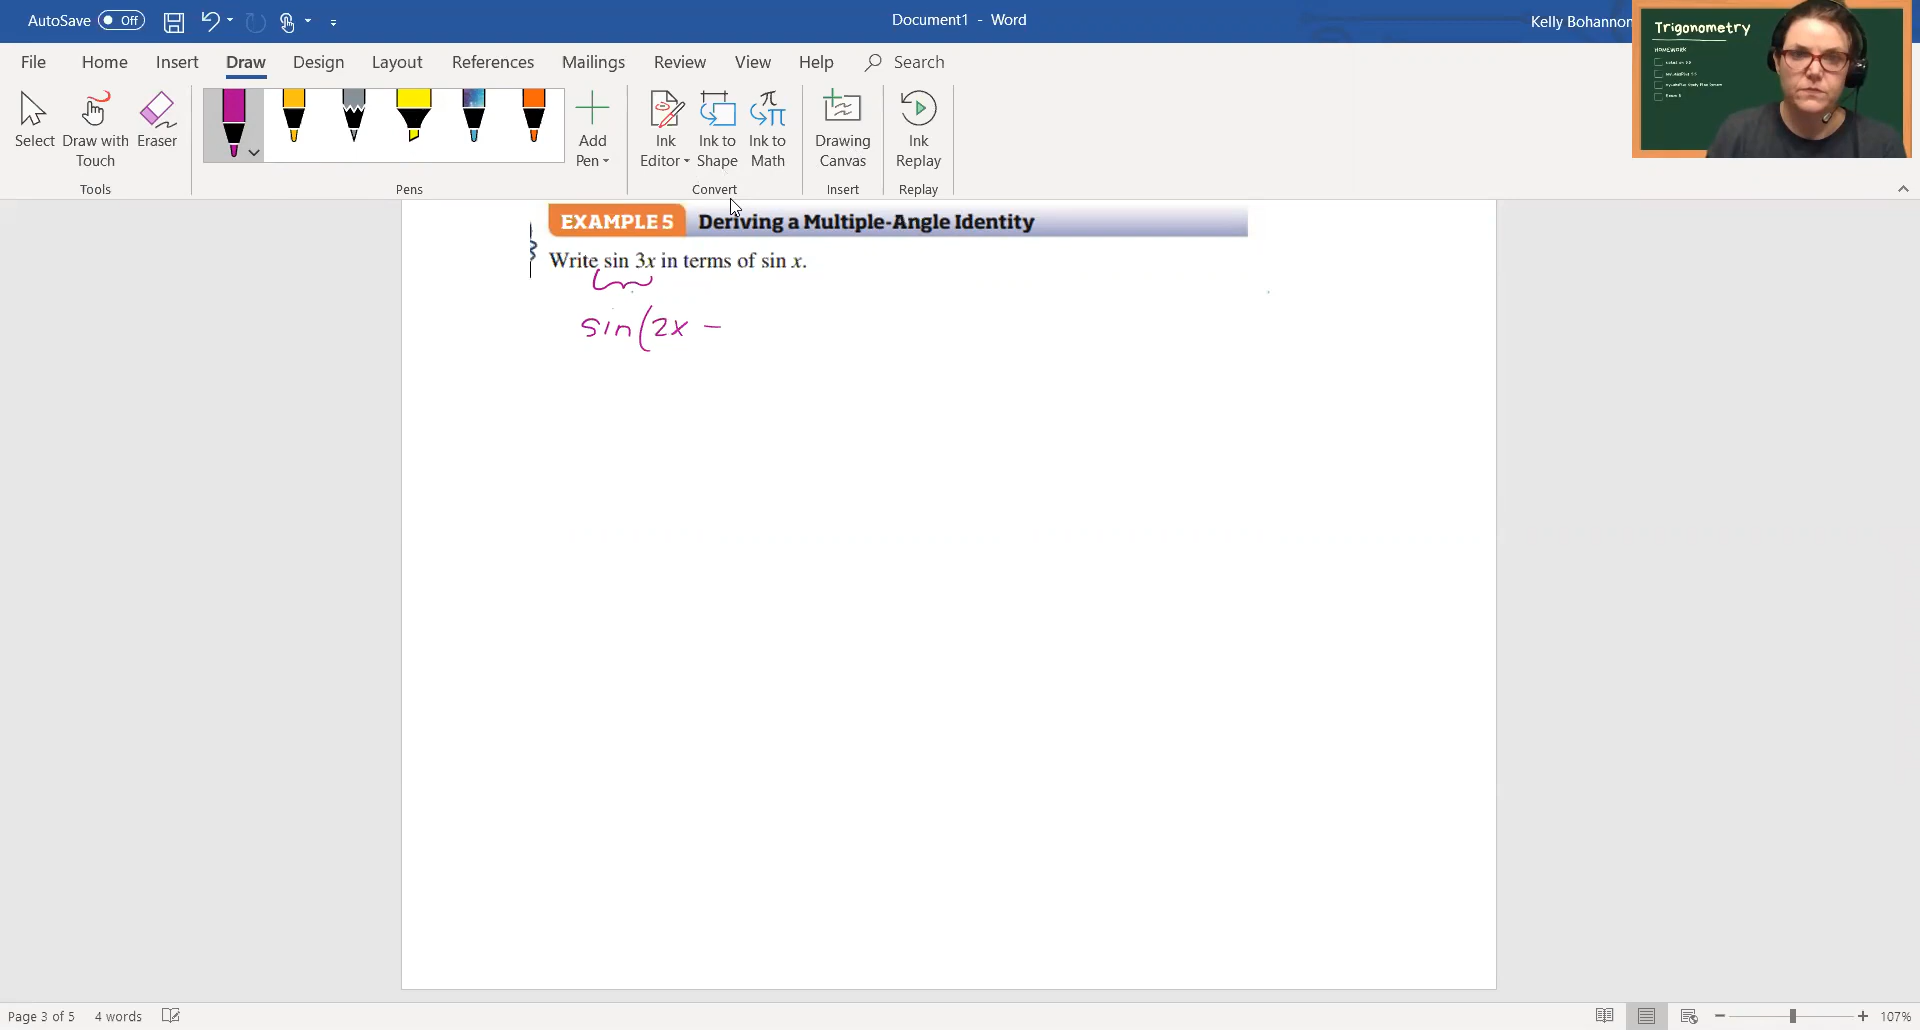 AutoSave Off
Document1 - Word
Kelly Bohannon
File Home Insert Draw Design Layout References Mailings Review View Help Search
Select Draw with Touch Eraser
Add Pen
Ink Editor Ink to Shape Ink to Math
Drawing Canvas
Ink Replay
Tools Pens Convert Insert Replay
Trigonometry
HOMEWORK
EXAMPLE 5 Deriving a Multiple-Angle Identity
Write sin 3x in terms of sin x.
sin(2x –
Page 3 of 5 4 words
107%